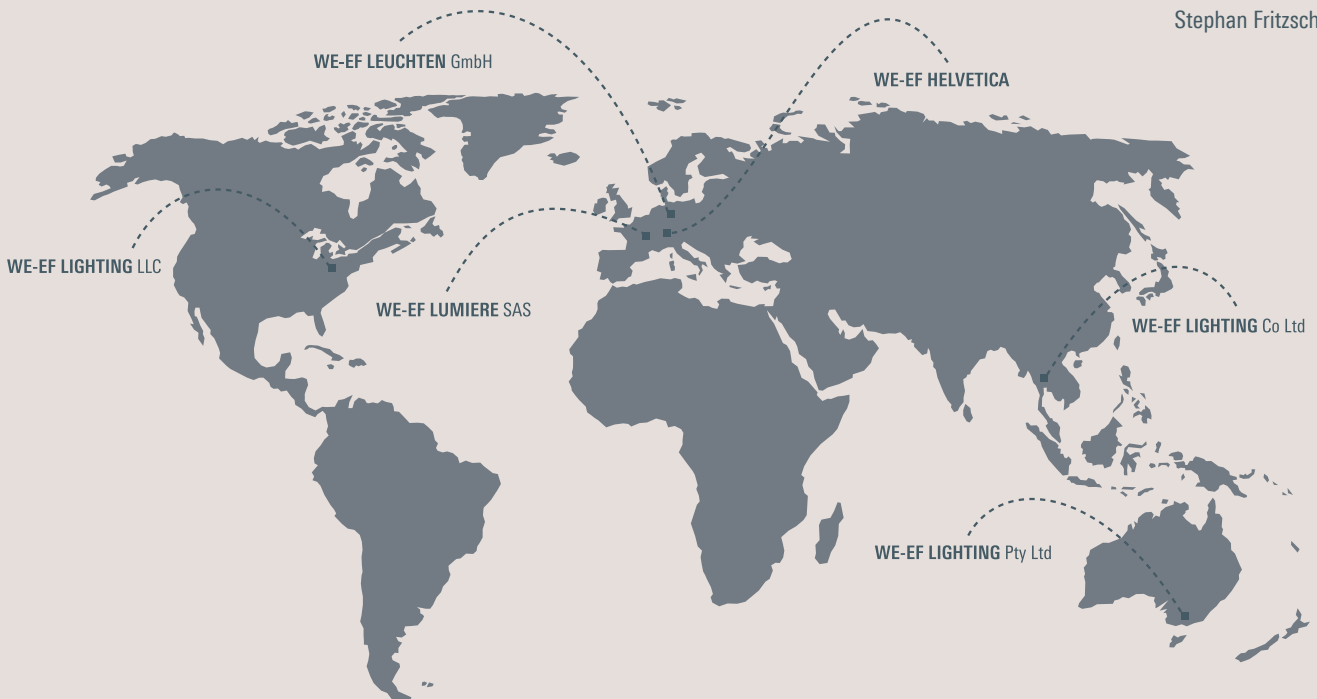 Stephan Fritzsch
WE-EF LEUCHTEN GmbH
WE-EF HELVETICA
WE-EF LIGHTING LLC
WE-EF LUMIERE SAS
WE-EF LIGHTING Co Ltd
WE-EF LIGHTING Pty Ltd